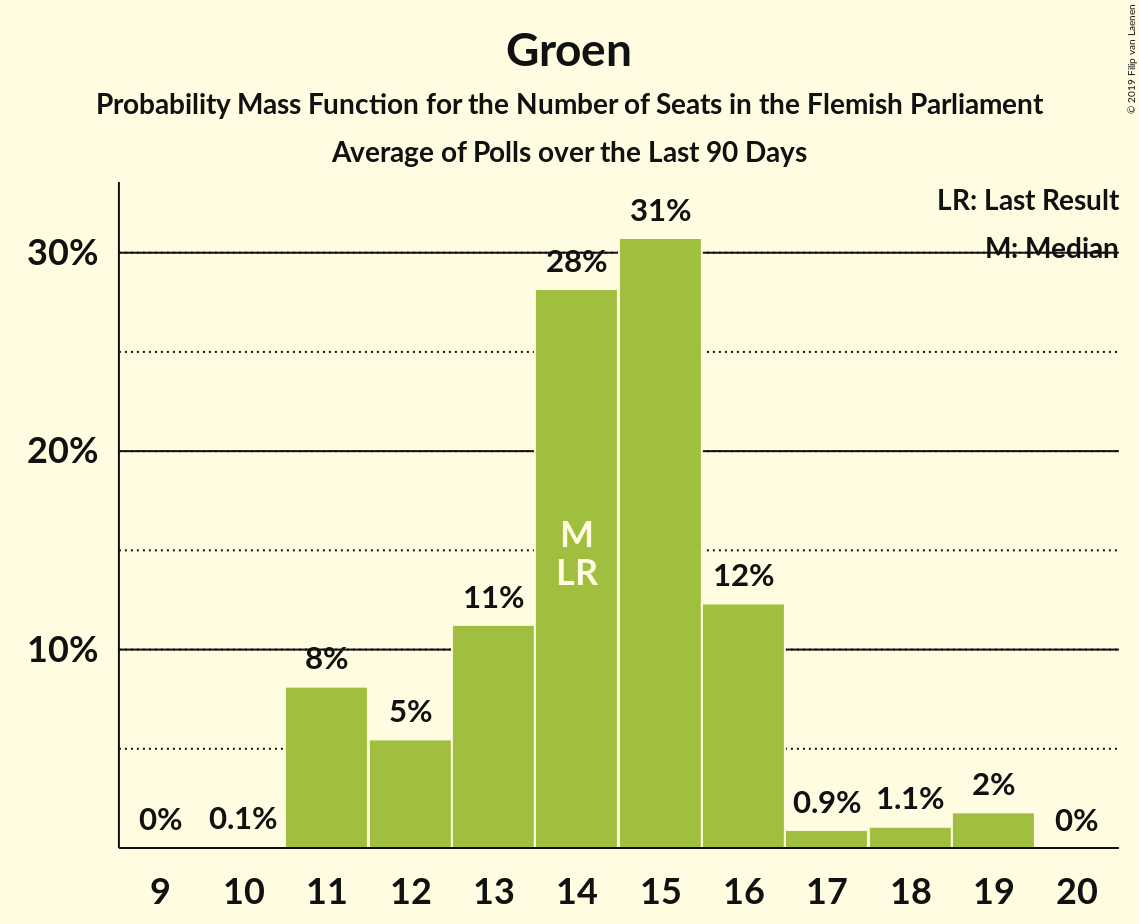 Groen
Probability Mass Function for the Number of Seats in the Flemish Parliament
Average of Polls over the Last 90 Days
© 2019 Filip van Laenen
LR: Last Result
M: Median
30%
20%
10%
0%
0.1%
8%
5%
11%
28%
31%
12%
0.9%
1.1%
2%
0%
M
LR
9 10 11 12 13 14 15 16 17 18 19 20